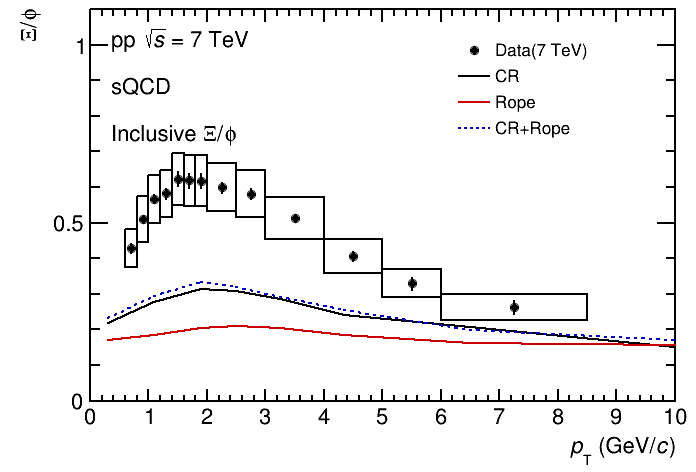 Ξ/ϕ
1
0.5
0
pp √s = 7 TeV
sQCD
Inclusive Ξ/ϕ
Data(7 TeV)
CR
Rope
CR+Rope
0 1 2 3 4 5 6 7 8 9 10
p_T (GeV/c)